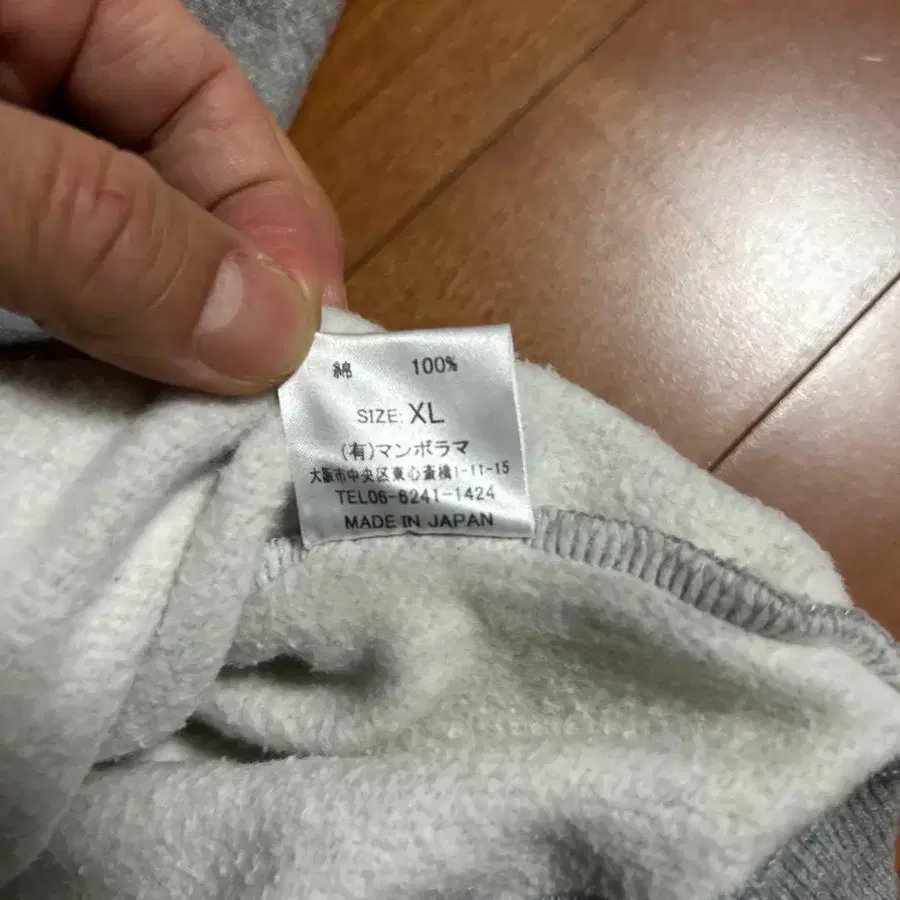 綿 100%
SIZE: XL
(有)マンボラマ
大阪市中央区東心斎橋1-11-15
TEL06-6241-1424
MADE IN JAPAN